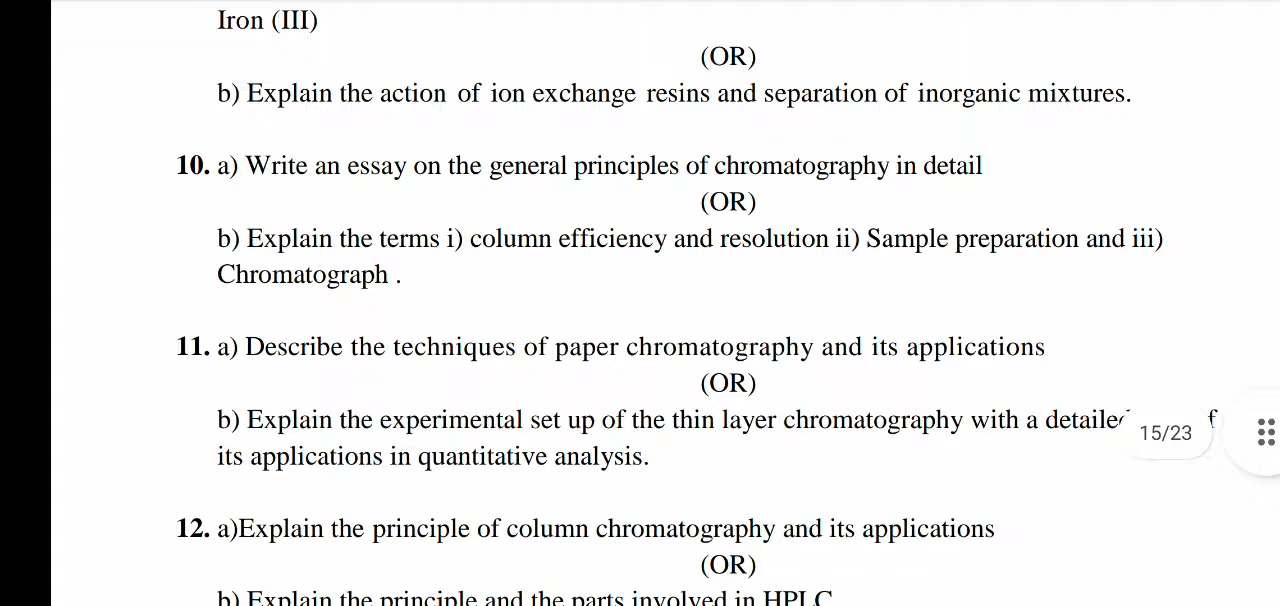 Iron (III)
(OR)
b) Explain the action of ion exchange resins and separation of inorganic mixtures.
10. a) Write an essay on the general principles of chromatography in detail
(OR)
b) Explain the terms i) column efficiency and resolution ii) Sample preparation and iii)
Chromatograph .
11. a) Describe the techniques of paper chromatography and its applications
(OR)
b) Explain the experimental set up of the thin layer chromatography with a
15/23
its applications in quantitative analysis.
12. a)Explain the principle of column chromatography and its applications
(OR)
b) Explain the principle and the parts involved in HPLC